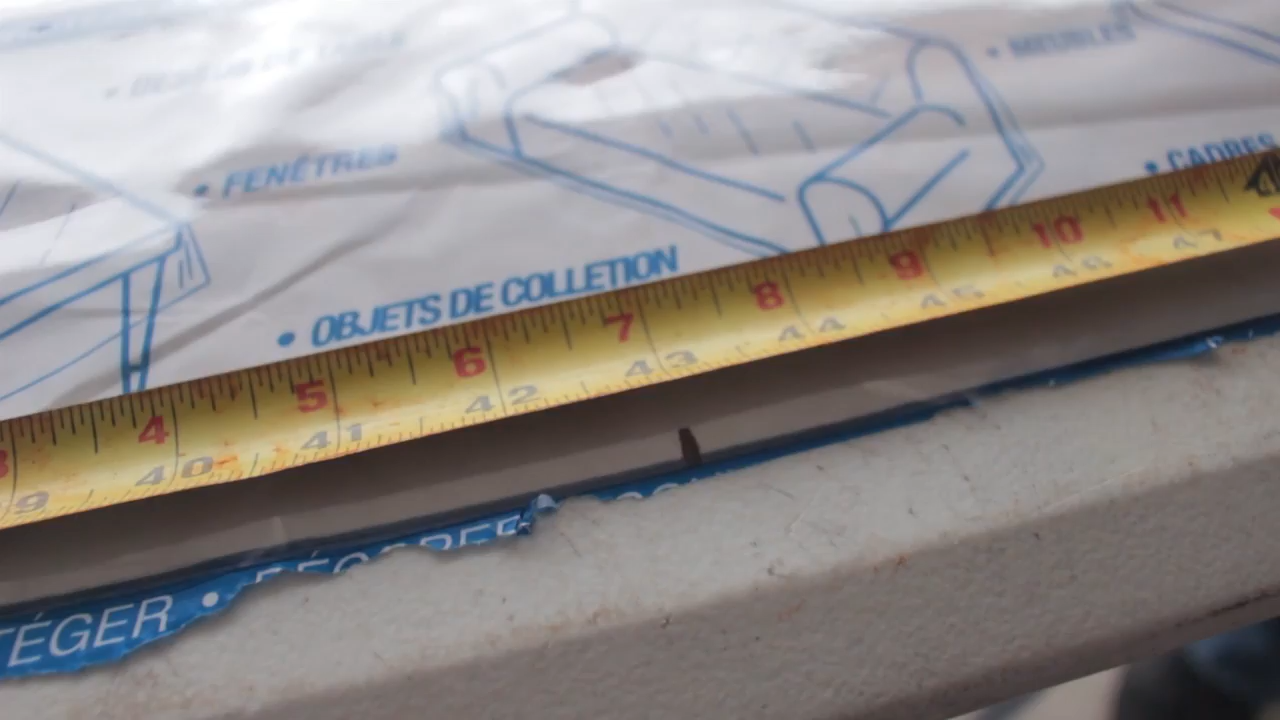 • MEUBLES
• FENÊTRES
• CADRES
• OBJETS DE COLLETION
3 4 5 6 7 8 9 10 11
40 41 42 43 44 45 46 47
TÉGER •